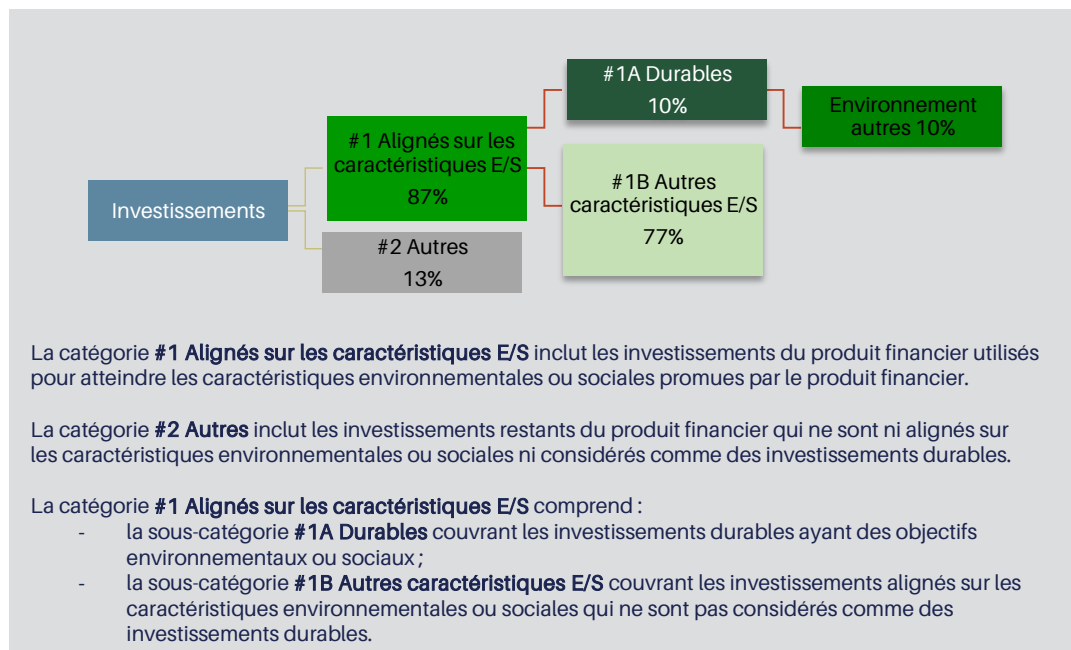 #1A Durables
10%
Environnement
autres 10%
#1 Alignés sur les
caractéristiques E/S
87%
#1B Autres
caractéristiques E/S
77%
Investissements
#2 Autres
13%
La catégorie #1 Alignés sur les caractéristiques E/S inclut les investissements du produit financier utilisés
pour atteindre les caractéristiques environnementales ou sociales promues par le produit financier.
La catégorie #2 Autres inclut les investissements restants du produit financier qui ne sont ni alignés sur
les caractéristiques environnementales ou sociales ni considérés comme des investissements durables.
La catégorie #1 Alignés sur les caractéristiques E/S comprend :
- la sous-catégorie #1A Durables couvrant les investissements durables ayant des objectifs
environnementaux ou sociaux ;
- la sous-catégorie #1B Autres caractéristiques E/S couvrant les investissements alignés sur les
caractéristiques environnementales ou sociales qui ne sont pas considérés comme des
investissements durables.